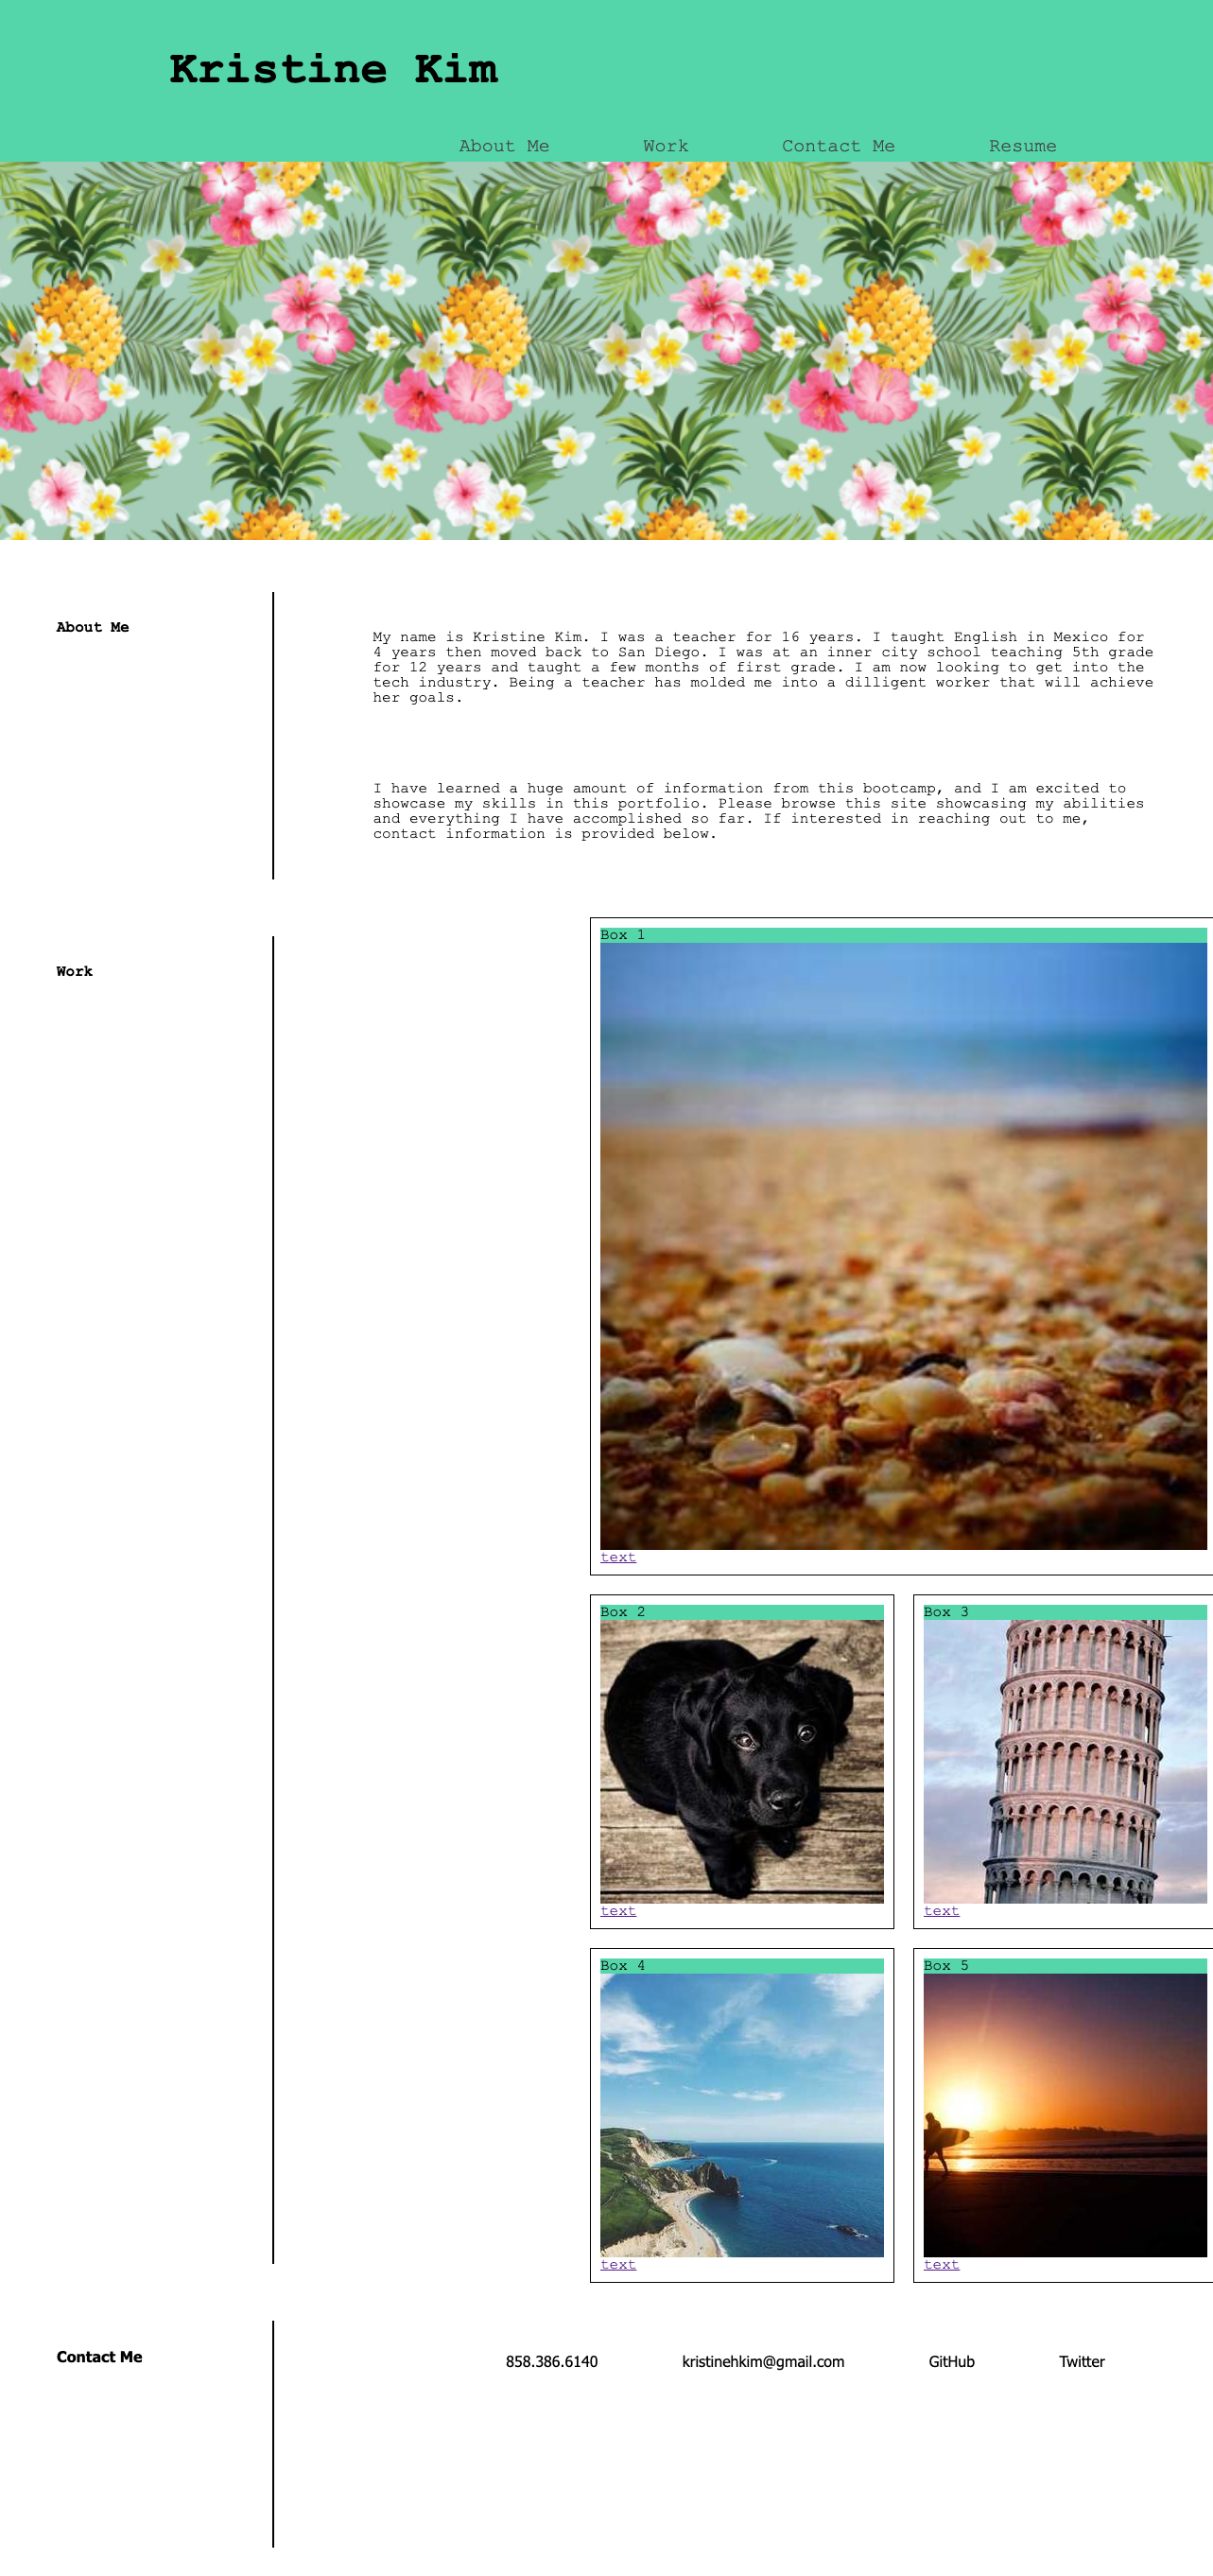 Kristine Kim
About Me Work Contact Me Resume
About Me
My name is Kristine Kim. I was a teacher for 16 years. I taught English in Mexico for
4 years then moved back to San Diego. I was at an inner city school teaching 5th grade
for 12 years and taught a few months of first grade. I am now looking to get into the
tech industry. Being a teacher has molded me into a dilligent worker that will achieve
her goals.
I have learned a huge amount of information from this bootcamp, and I am excited to
showcase my skills in this portfolio. Please browse this site showcasing my abilities
and everything I have accomplished so far. If interested in reaching out to me,
contact information is provided below.
Work
Box 1
text
Box 2
text
Box 3
text
Box 4
text
Box 5
text
Contact Me
858.386.6140 kristinehkim@gmail.com GitHub Twitter